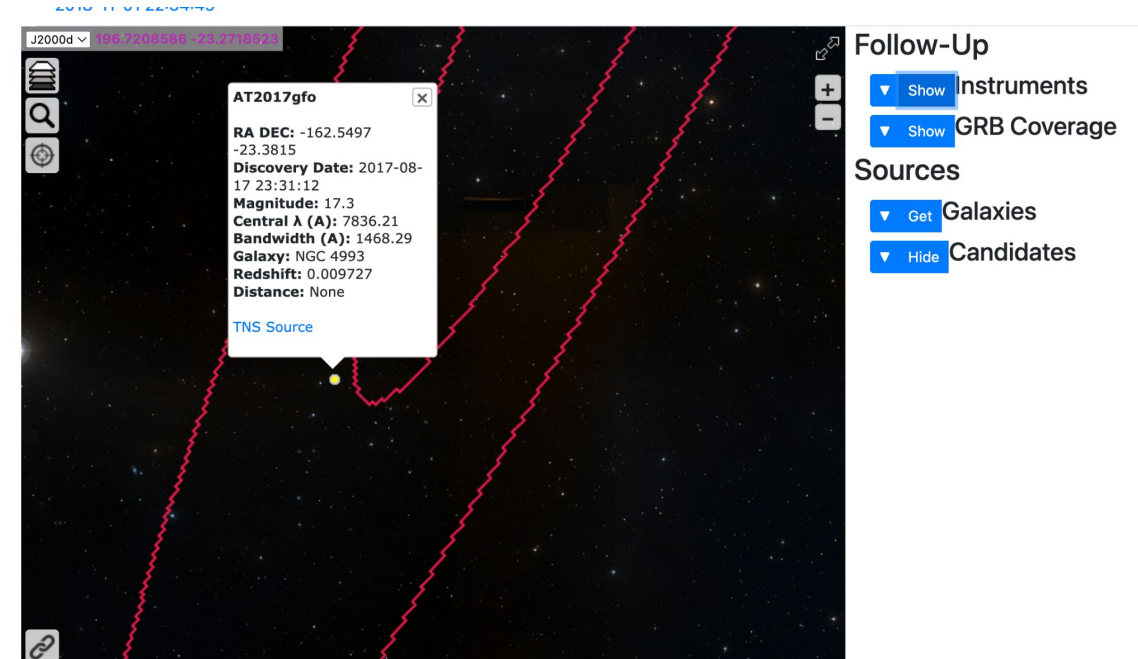 J2000d 196.7208586 -23.2718523
AT2017gfo
RA DEC: -162.5497
-23.3815
Discovery Date: 2017-08-
17 23:31:12
Magnitude: 17.3
Central λ (A): 7836.21
Bandwidth (A): 1468.29
Galaxy: NGC 4993
Redshift: 0.009727
Distance: None
TNS Source
Follow-Up
▼ Show Instruments
▼ Show GRB Coverage
Sources
▼ Get Galaxies
▼ Hide Candidates